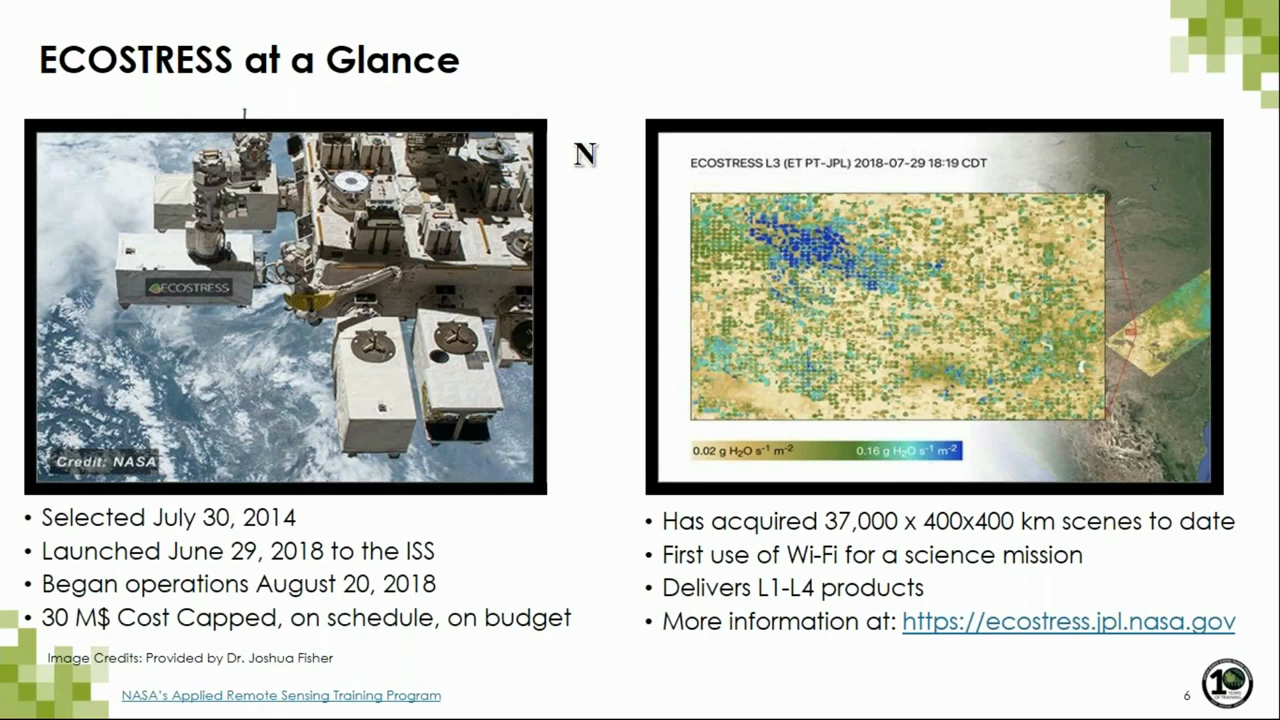 ECOSTRESS at a Glance
N
ECOSTRESS
Credit: NASA
• Selected July 30, 2014
• Launched June 29, 2018 to the ISS
• Began operations August 20, 2018
• 30 M$ Cost Capped, on schedule, on budget
ECOSTRESS L3 (ET PT-JPL) 2018-07-29 18:19 CDT
0.02 g H₂O s⁻¹ m⁻² 0.16 g H₂O s⁻¹ m⁻²
• Has acquired 37,000 x 400x400 km scenes to date
• First use of Wi-Fi for a science mission
• Delivers L1-L4 products
• More information at: https://ecostress.jpl.nasa.gov
Image Credits: Provided by Dr. Joshua Fisher
NASA's Applied Remote Sensing Training Program
6
10
YEARS
OF TRAINING